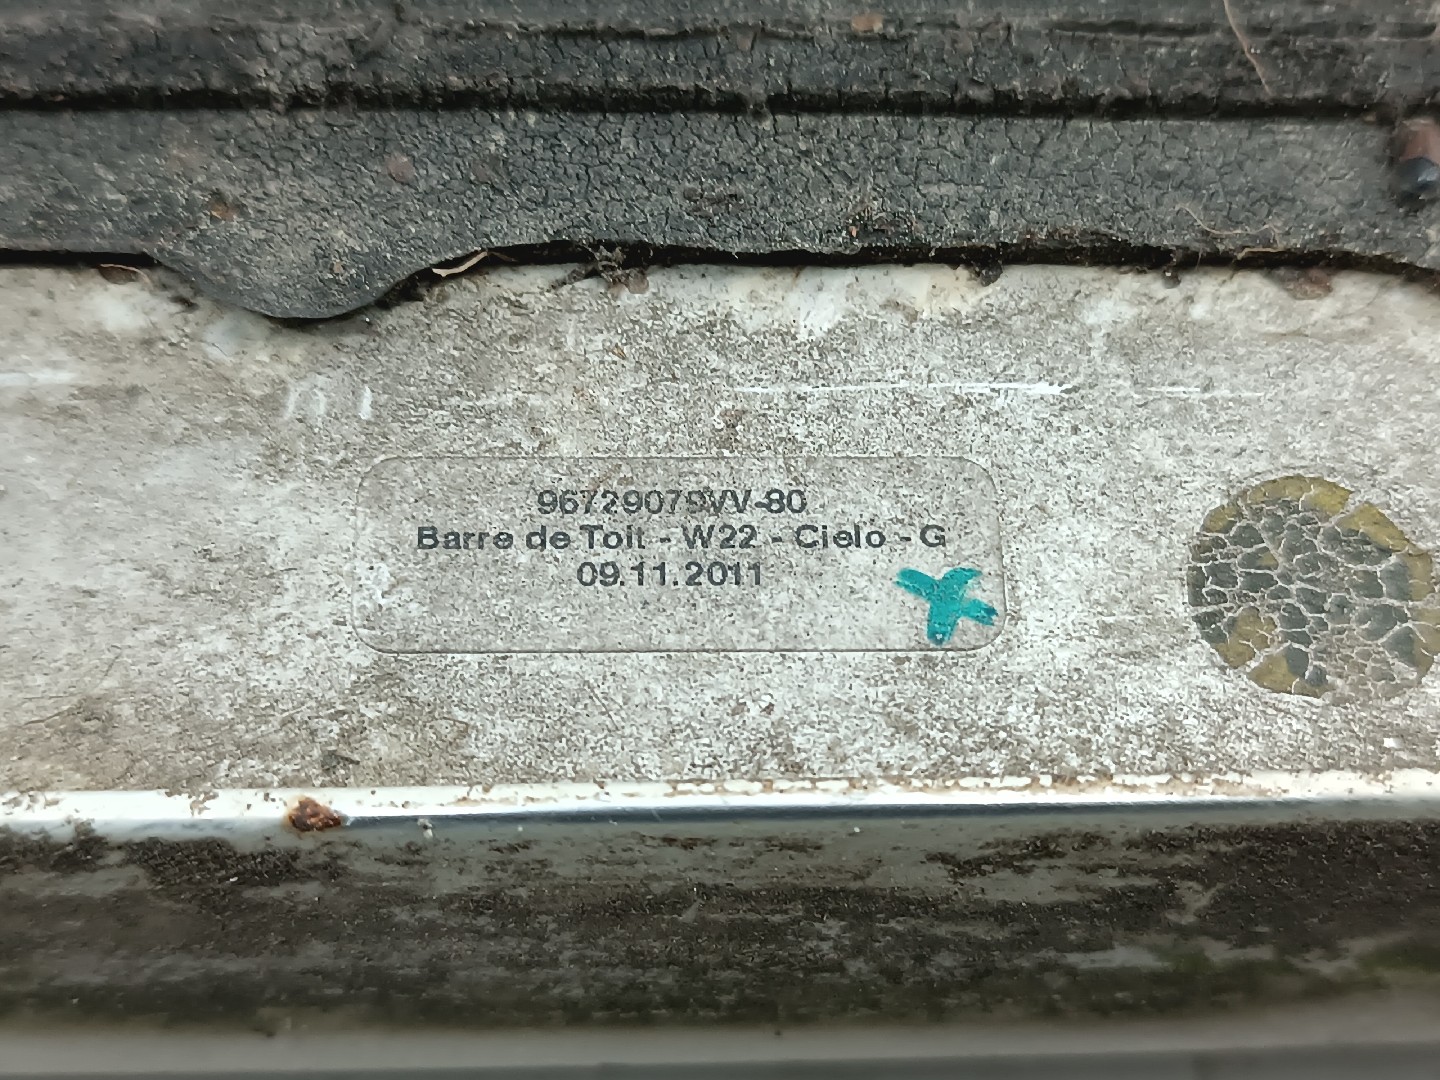 96729079VV-80
Barre de Toit - W22 - Cielo - G
09.11.2011